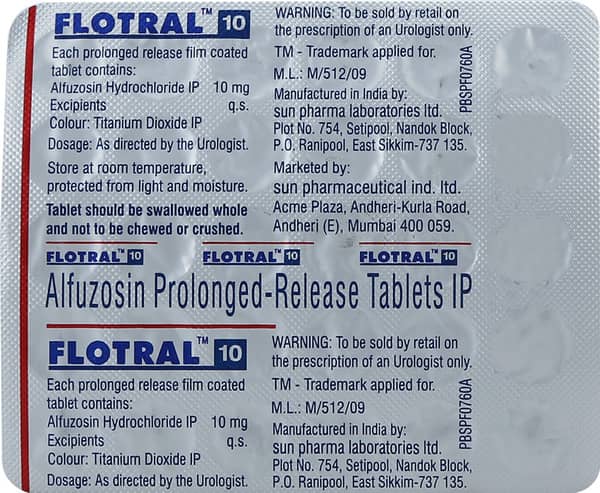 FLOTRAL™ 10
Each prolonged release film coated
tablet contains:
Alfuzosin Hydrochloride IP 10 mg
Excipients q.s.
Colour: Titanium Dioxide IP
Dosage: As directed by the Urologist.
Store at room temperature,
protected from light and moisture.
Tablet should be swallowed whole
and not to be chewed or crushed.
WARNING: To be sold by retail on
the prescription of an Urologist only.
TM - Trademark applied for.
M.L.: M/512/09
Manufactured in India by:
sun pharma laboratories ltd.
Plot No. 754, Setipool, Nandok Block,
P.O. Ranipool, East Sikkim-737 135.
Marketed by:
sun pharmaceutical ind. ltd.
Acme Plaza, Andheri-Kurla Road,
Andheri (E), Mumbai 400 059.
PBSPF0760A
FLOTRAL™ 10 FLOTRAL™ 10 FLOTRAL™ 10
Alfuzosin Prolonged-Release Tablets IP
FLOTRAL™ 10
Each prolonged release film coated
tablet contains:
Alfuzosin Hydrochloride IP 10 mg
Excipients q.s.
Colour: Titanium Dioxide IP
Dosage: As directed by the Urologist.
WARNING: To be sold by retail on
the prescription of an Urologist only.
TM - Trademark applied for.
M.L.: M/512/09
Manufactured in India by:
sun pharma laboratories ltd.
Plot No. 754, Setipool, Nandok Block,
P.O. Ranipool, East Sikkim-737 135.
PBSPF0760A